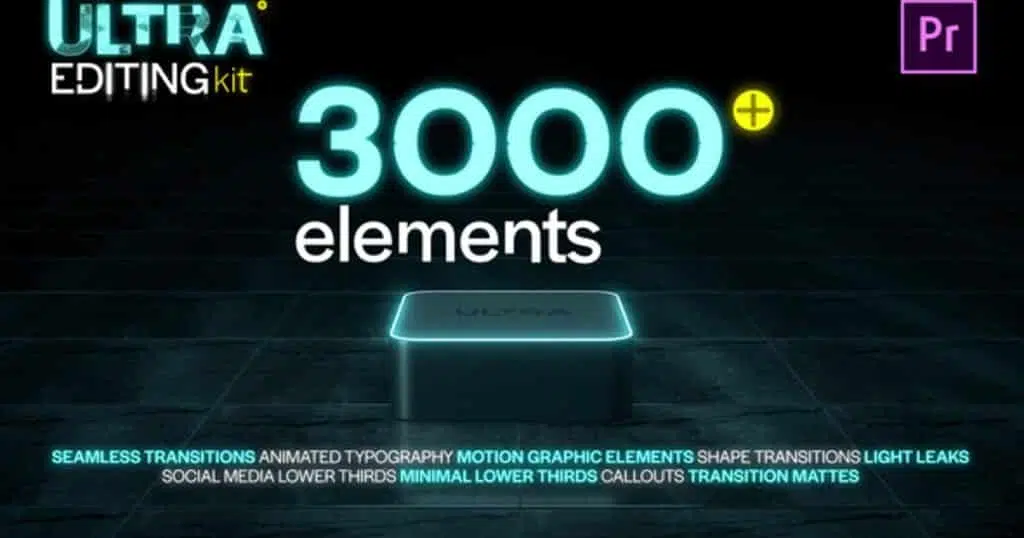 ULTRA
EDITING kit
Pr
3000+
elements
ULTRA
SEAMLESS TRANSITIONS ANIMATED TYPOGRAPHY MOTION GRAPHIC ELEMENTS SHAPE TRANSITIONS LIGHT LEAKS
SOCIAL MEDIA LOWER THIRDS MINIMAL LOWER THIRDS CALLOUTS TRANSITION MATTES